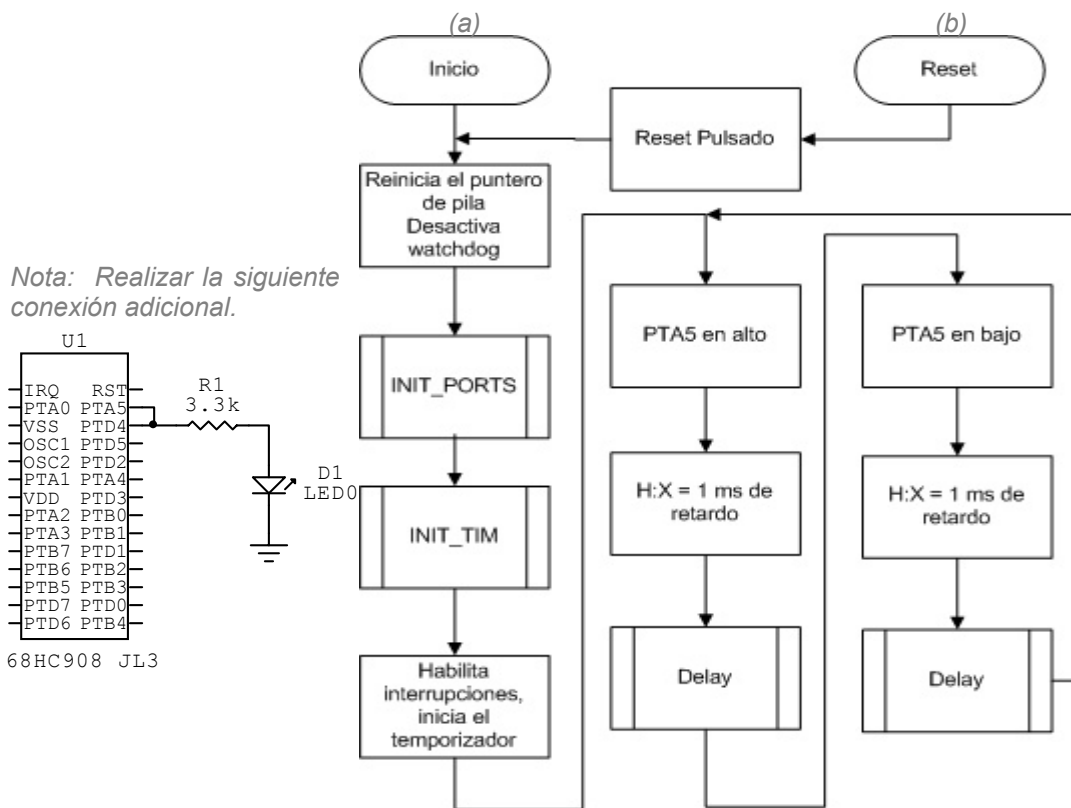 (a)
(b)
Inicio
Reset
Reset Pulsado
Reinicia el puntero
de pila
Desactiva
watchdog
Nota: Realizar la siguiente
conexión adicional.
U1
IRQ RST
PTA0 PTA5
VSS PTD4
OSC1 PTD5
OSC2 PTD2
PTA1 PTA4
VDD PTD3
PTA2 PTB0
PTA3 PTB1
PTB7 PTD1
PTB6 PTB2
PTB5 PTB3
PTD7 PTD0
PTD6 PTB4
68HC908 JL3
R1
3.3k
D1
LED0
INIT_PORTS
INIT_TIM
Habilita
interrupciones,
inicia el
temporizador
PTA5 en alto
H:X = 1 ms de
retardo
Delay
PTA5 en bajo
H:X = 1 ms de
retardo
Delay